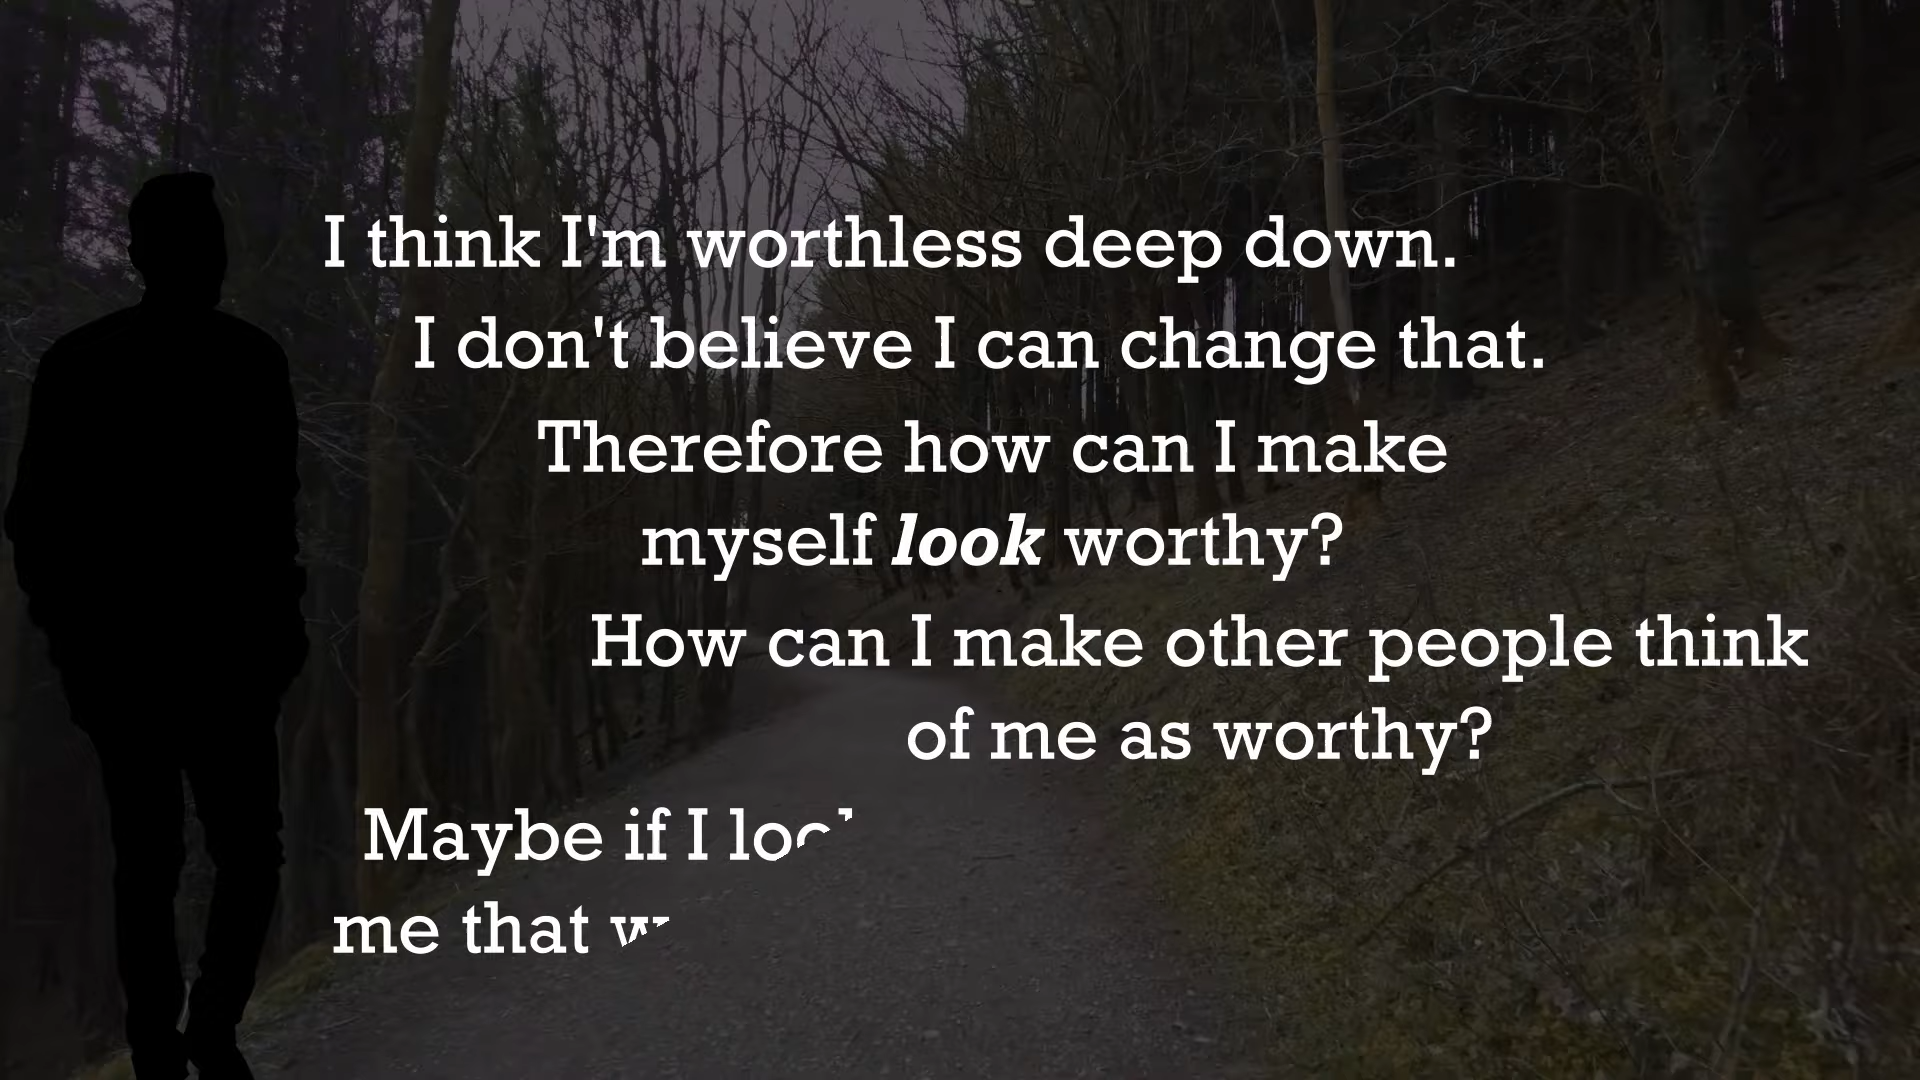 I think I'm worthless deep down.
I don't believe I can change that.
Therefore how can I make
myself look worthy?
How can I make other people think
of me as worthy?
Maybe if I
me that